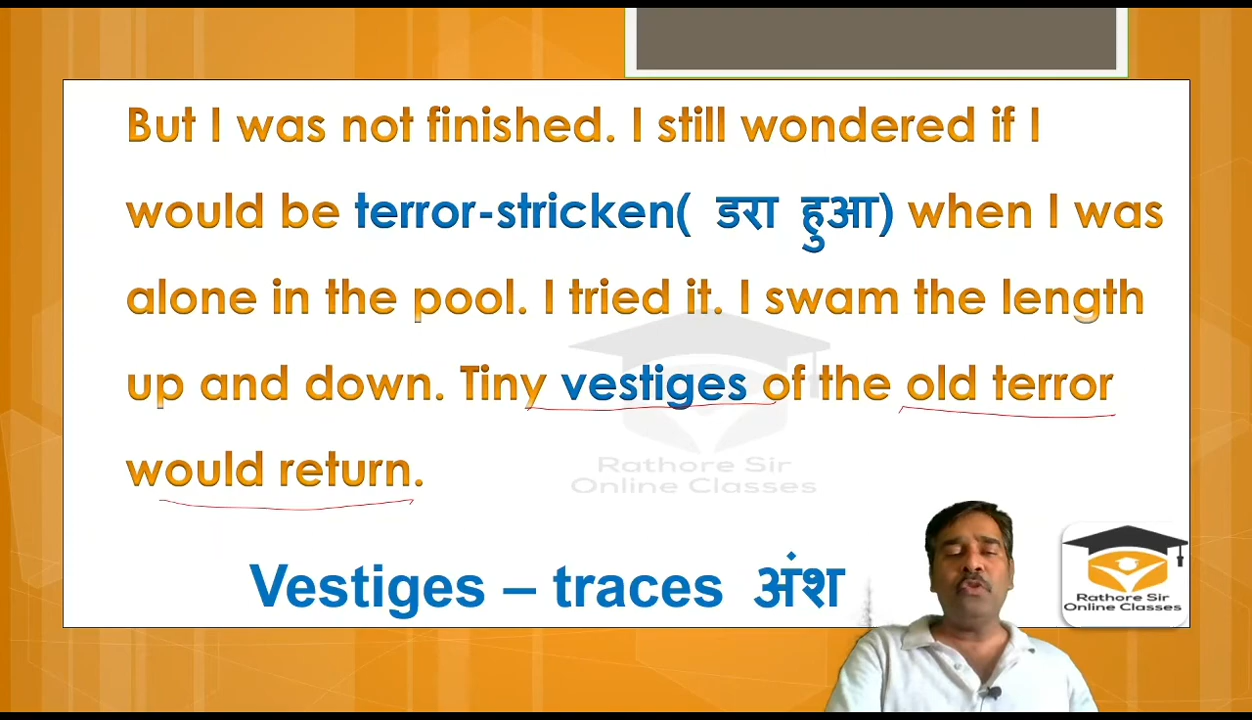 But I was not finished. I still wondered if I
would be terror-stricken( डरा हुआ) when I was
alone in the pool. I tried it. I swam the length
up and down. Tiny vestiges of the old terror
would return.
Rathore Sir
Online Classes
Vestiges – traces अंश
Rathore Sir
Online Classes